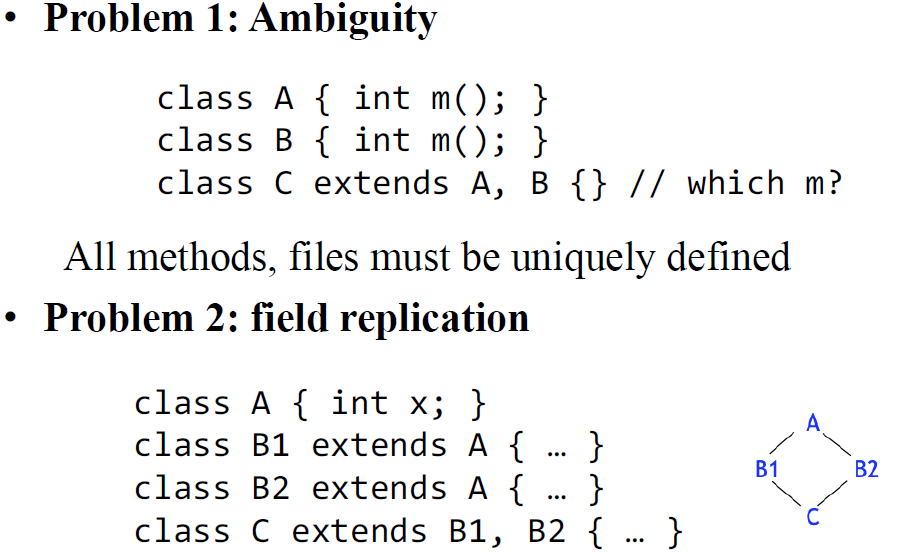 • Problem 1: Ambiguity
class A { int m(); }
class B { int m(); }
class C extends A, B {} // which m?
All methods, files must be uniquely defined
• Problem 2: field replication
class A { int x; }
class B1 extends A { … }
class B2 extends A { … }
class C extends B1, B2 { … }
A
B1 B2
C